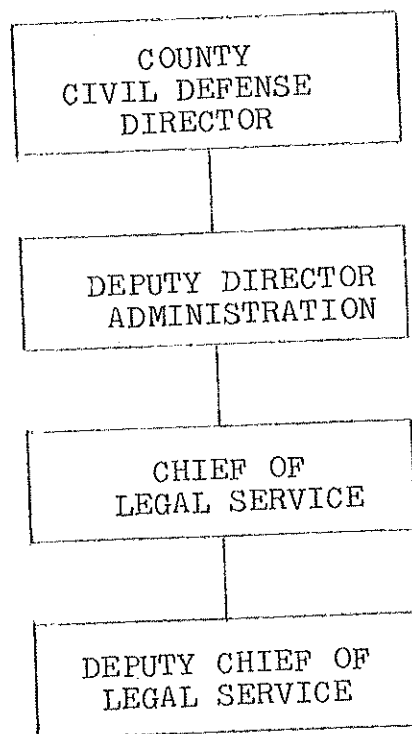 COUNTY
CIVIL DEFENSE
DIRECTOR
DEPUTY DIRECTOR
ADMINISTRATION
CHIEF OF
LEGAL SERVICE
DEPUTY CHIEF OF
LEGAL SERVICE